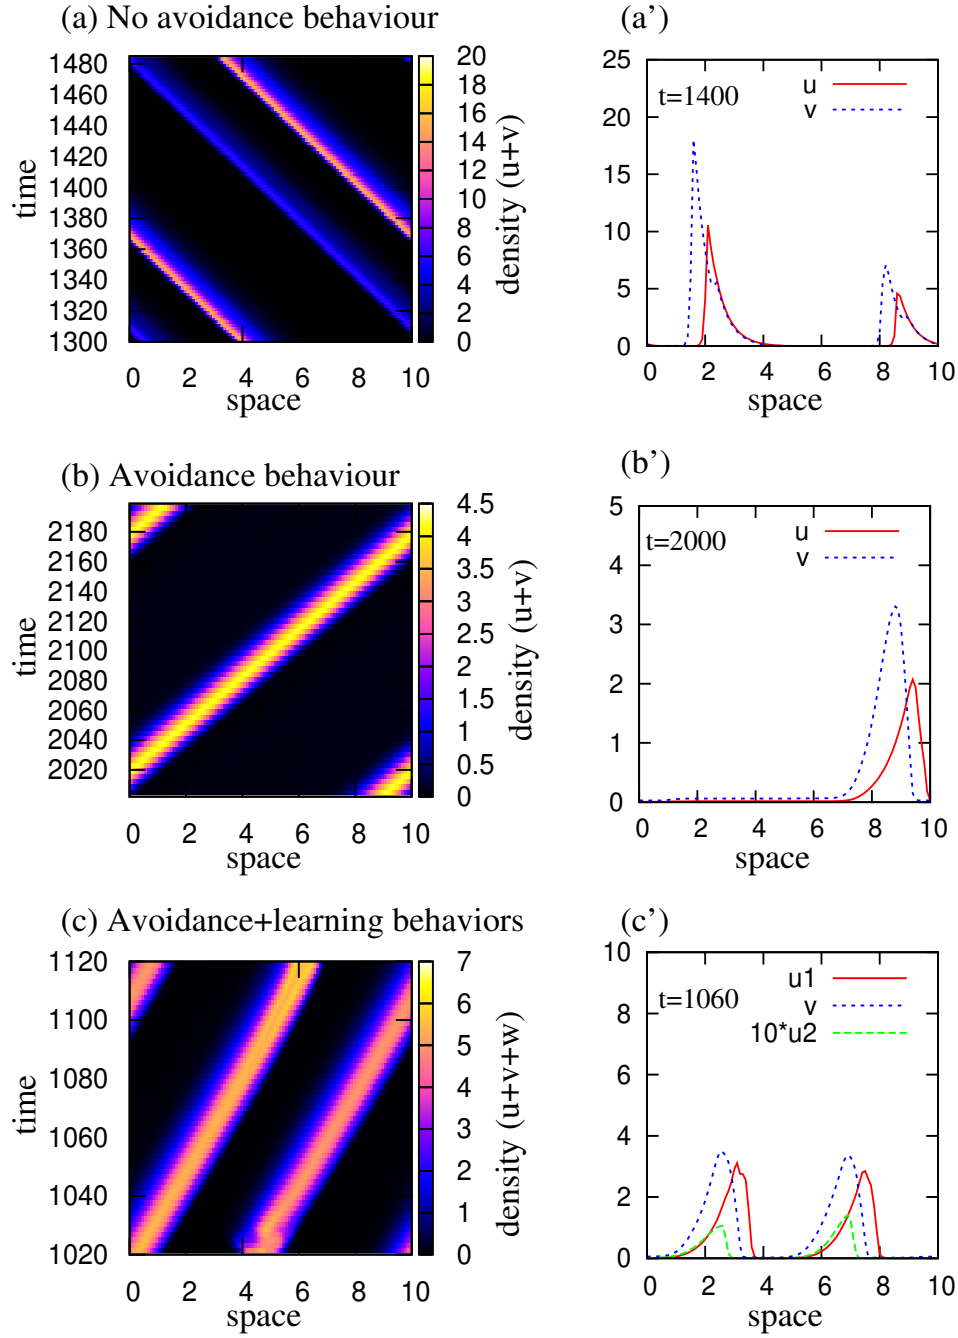 (a) No avoidance behaviour
1480
1460
1440
1420
1400
1380
1360
1340
1320
1300
time
0 2 4 6 8 10
space
20
18
16
14
12
10
8
6
4
2
0
density (u+v)
(a’)
25
20
15
10
5
0
t=1400
u
v
0 2 4 6 8 10
space
(b) Avoidance behaviour
2180
2160
2140
2120
2100
2080
2060
2040
2020
time
0 2 4 6 8 10
space
4.5
4
3.5
3
2.5
2
1.5
1
0.5
0
density (u+v)
(b’)
5
4
3
2
1
0
t=2000
u
v
0 2 4 6 8 10
space
(c) Avoidance+learning behaviors
1120
1100
1080
1060
1040
1020
time
0 2 4 6 8 10
space
7
6
5
4
3
2
1
0
density (u+v+w)
(c’)
10
8
6
4
2
0
t=1060
u1
v
10*u2
0 2 4 6 8 10
space